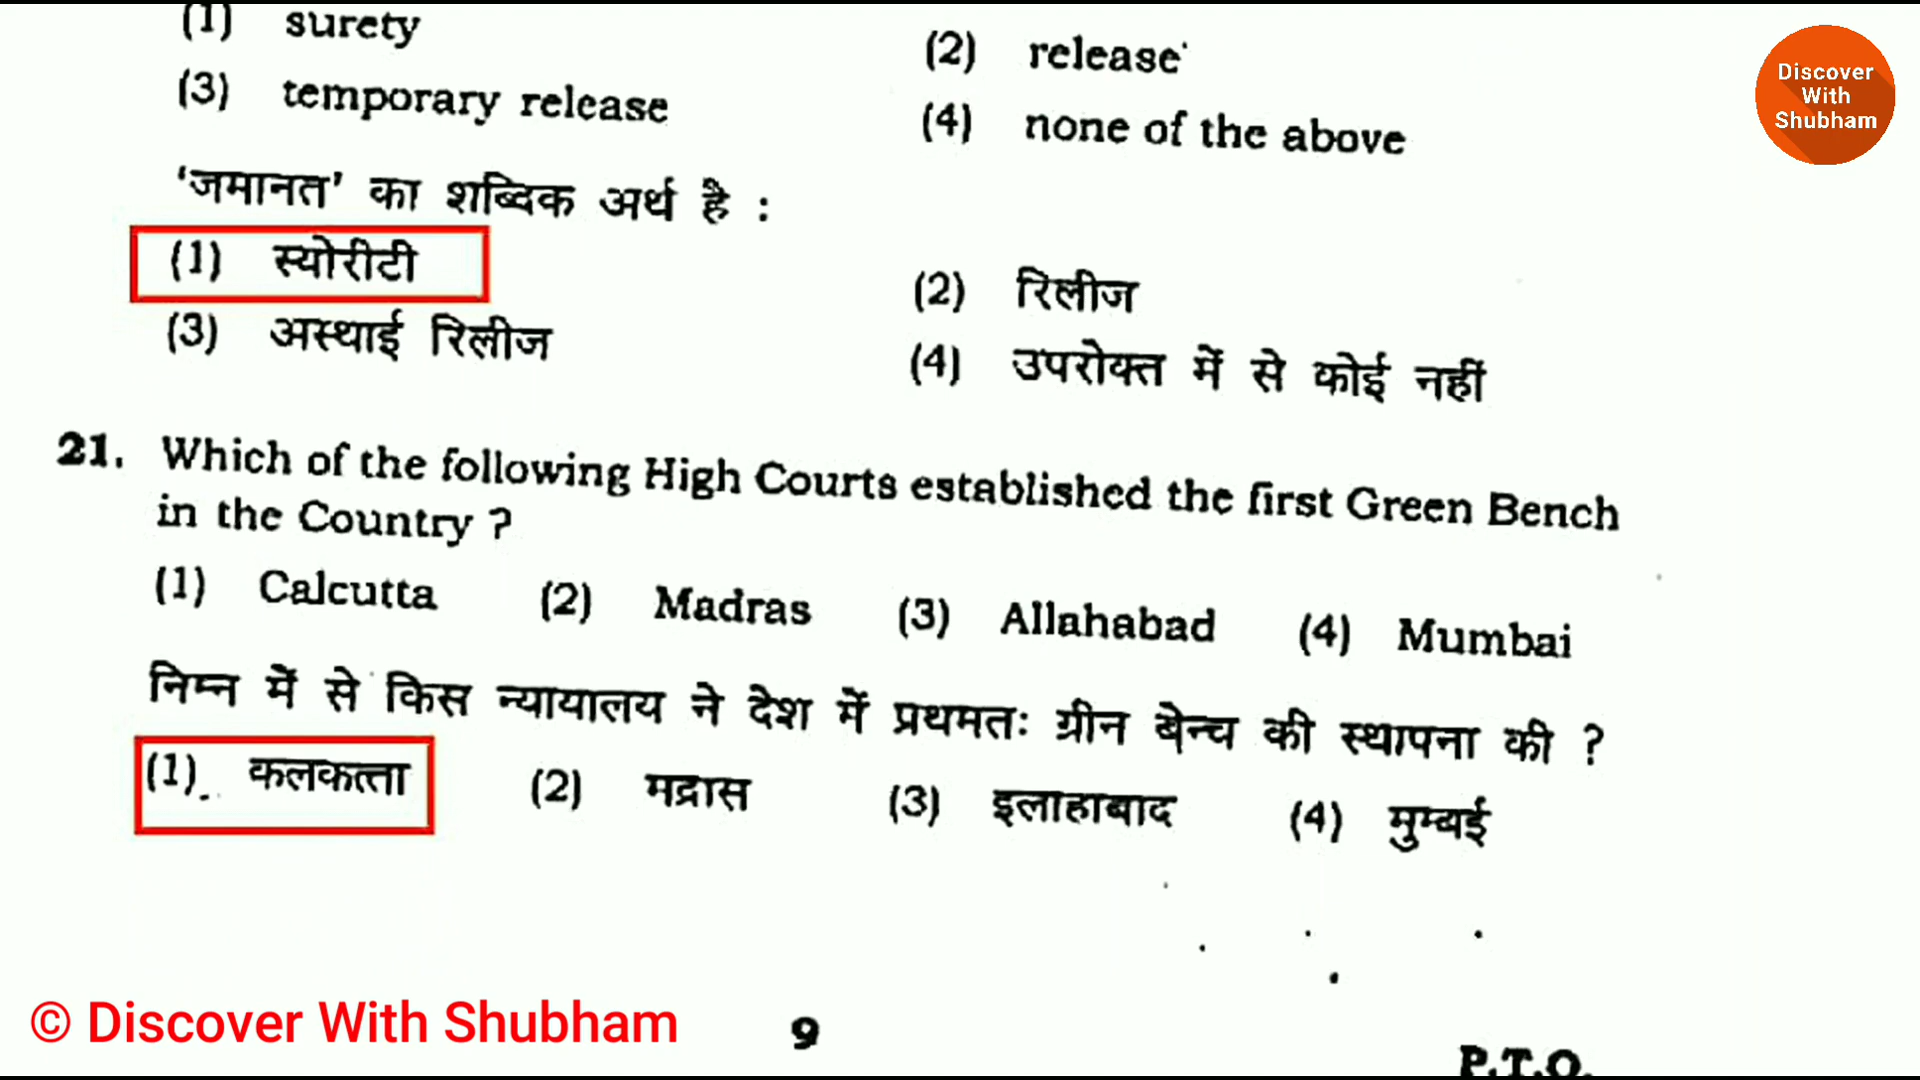 (1) surety
(2) release
(3) temporary release
(4) none of the above
'जमानत' का शब्दिक अर्थ है :
(1) स्योरीटी
(2) रिलीज
(3) अस्थाई रिलीज
(4) उपरोक्त में से कोई नहीं
21. Which of the following High Courts established the first Green Bench
in the Country ?
(1) Calcutta (2) Madras (3) Allahabad (4) Mumbai
निम्न में से किस न्यायालय ने देश में प्रथमतः ग्रीन बेन्च की स्थापना की ?
(1) कलकत्ता (2) मद्रास (3) इलाहाबाद (4) मुम्बई
9
P.T.O.
Discover
With
Shubham
© Discover With Shubham